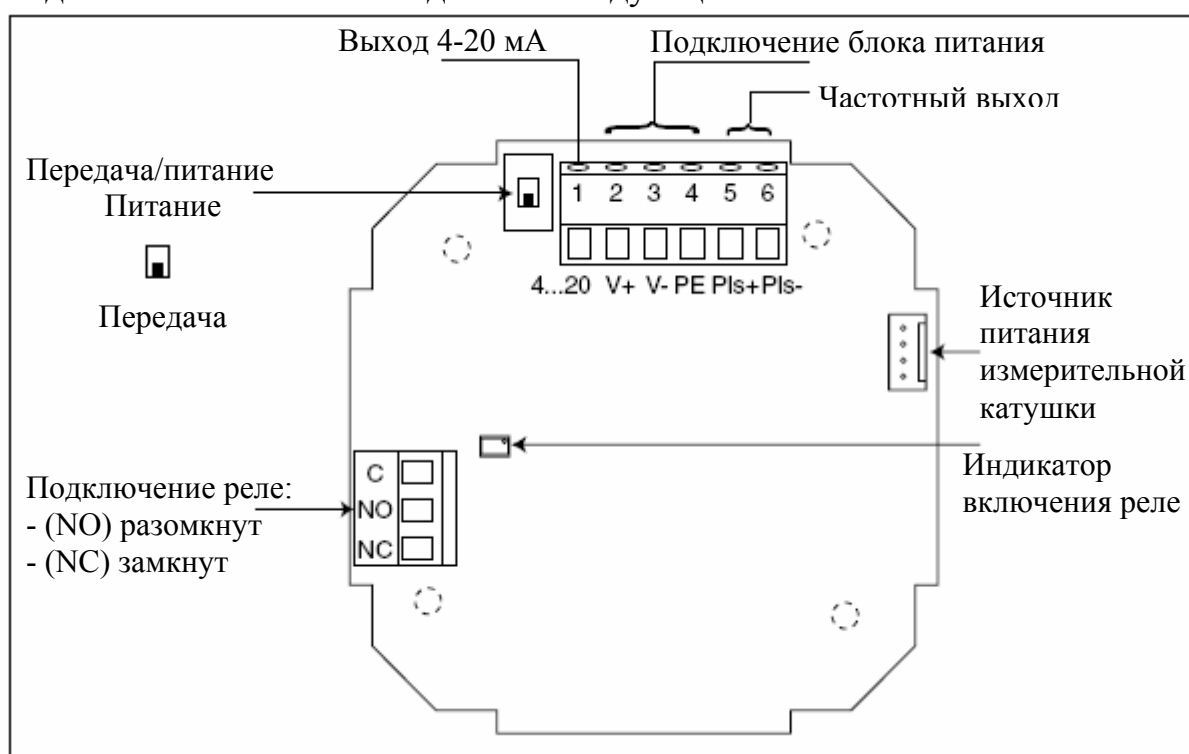 Выход 4-20 мА
Подключение блока питания
Частотный выход
Передача/питание
Питание
Передача
1 2 3 4 5 6
4...20 V+ V- PE Pls+ Pls-
Источник
питания
измерительной
катушки
Индикатор
включения реле
C
NO
NC
Подключение реле:
- (NO) разомкнут
- (NC) замкнут